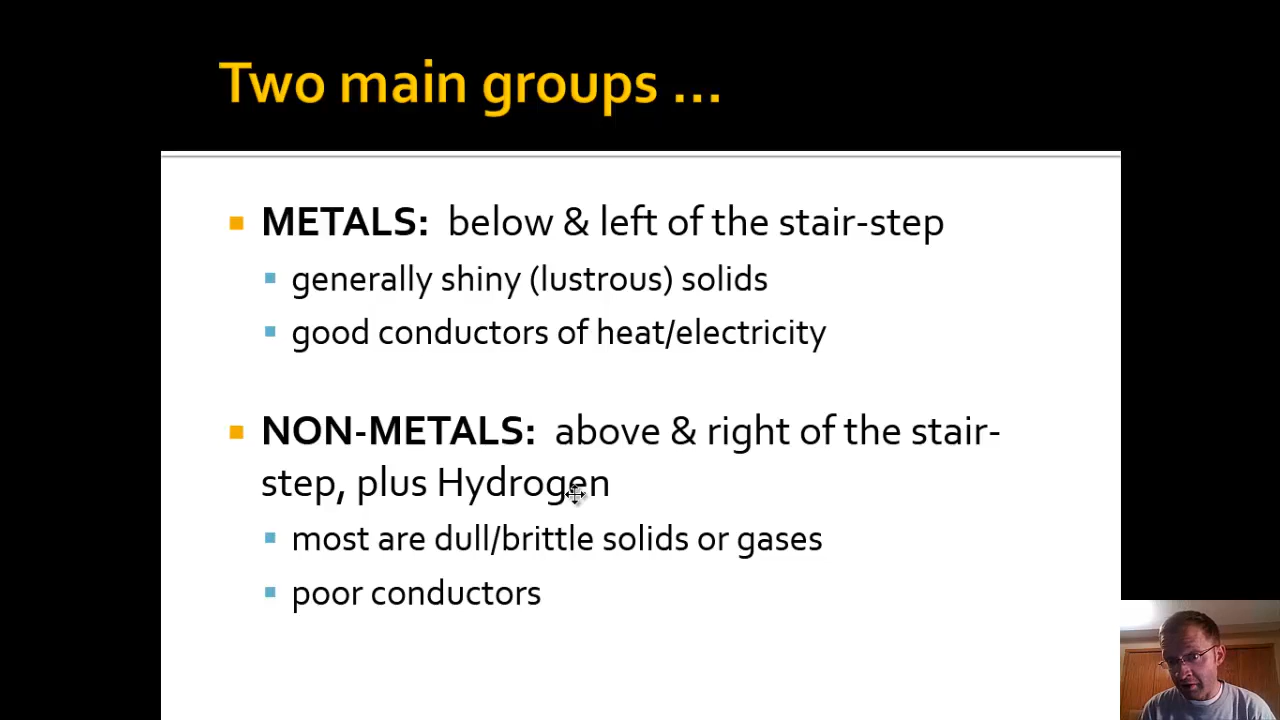 Two main groups ...
METALS: below & left of the stair-step
generally shiny (lustrous) solids
good conductors of heat/electricity
NON-METALS: above & right of the stair-
step, plus Hydrogen
most are dull/brittle solids or gases
poor conductors